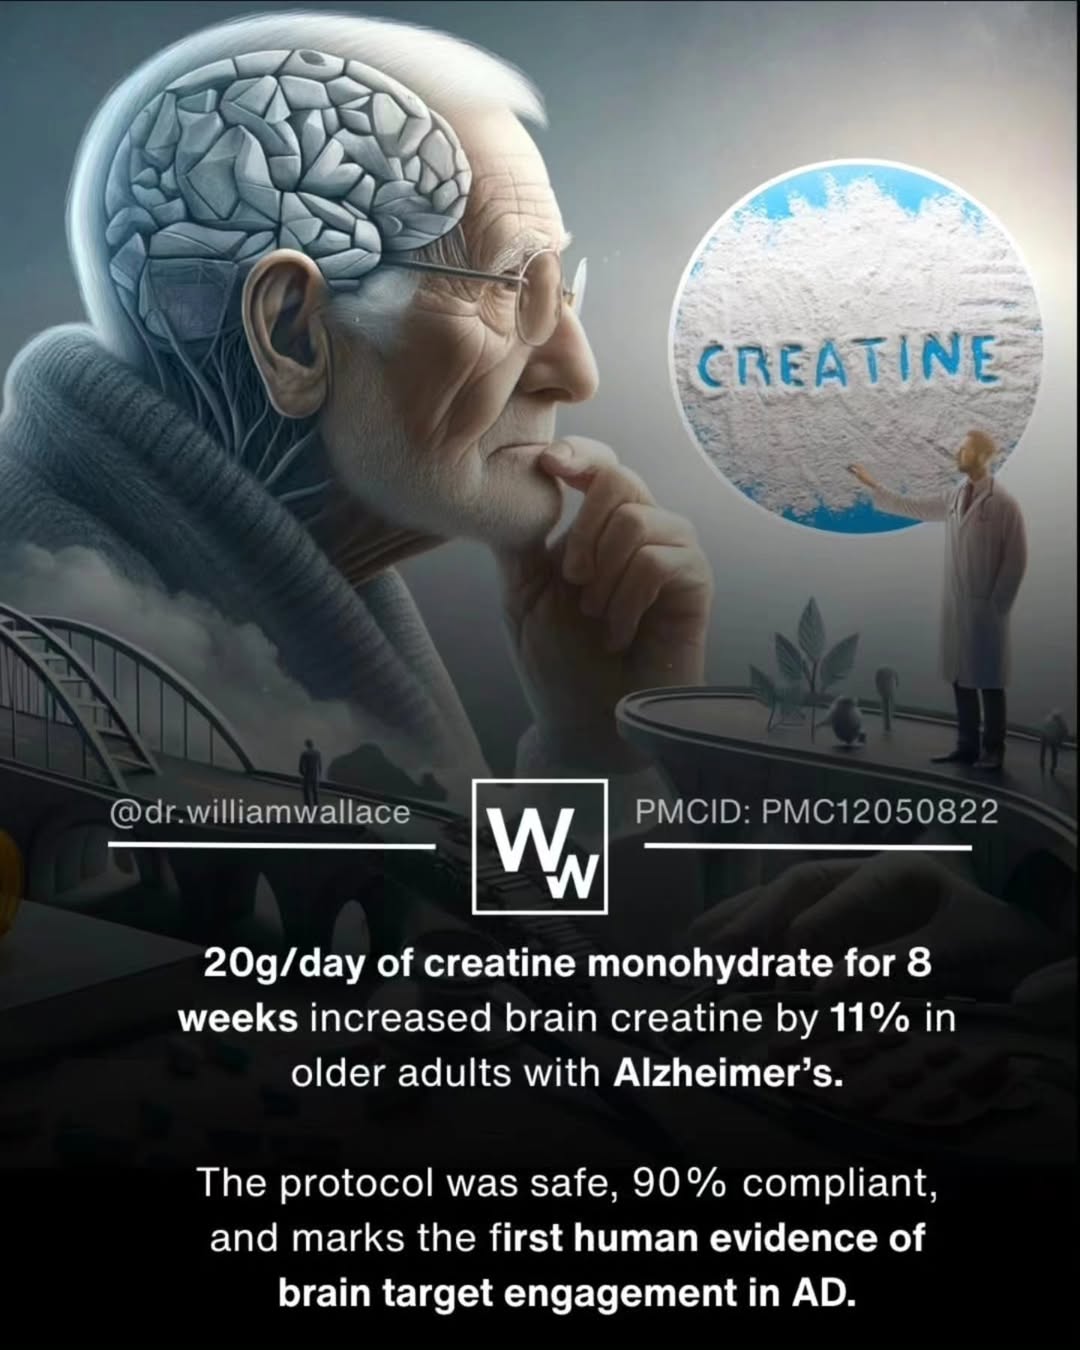 CREATINE
@dr.williamwallace
WW
PMCID: PMC12050822
20g/day of creatine monohydrate for 8
weeks increased brain creatine by 11% in
older adults with Alzheimer's.
The protocol was safe, 90% compliant,
and marks the first human evidence of
brain target engagement in AD.